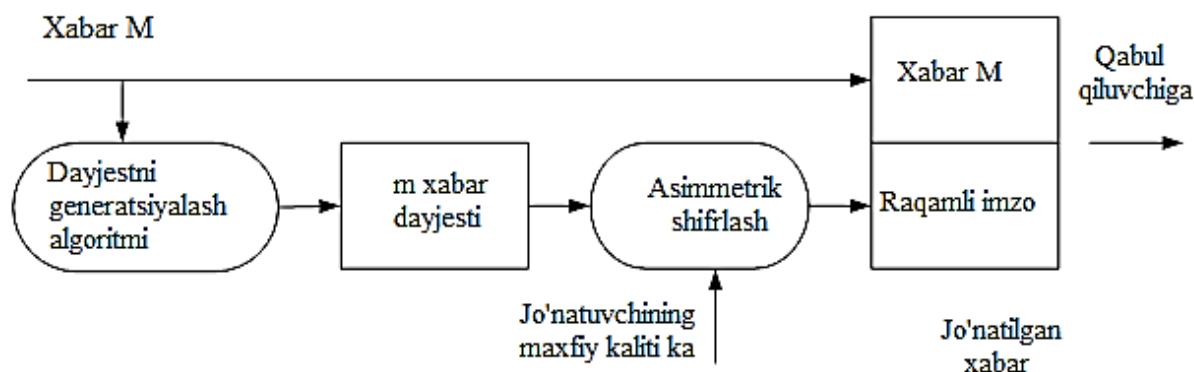 Xabar M
Xabar M
Qabul
qiluvchiga
Dayjestni
generatsiyalash
algoritmi
m xabar
dayjesti
Asimmetrik
shifrlash
Raqamli imzo
Jo'natuvchining
maxfiy kaliti ka
Jo'natilgan
xabar